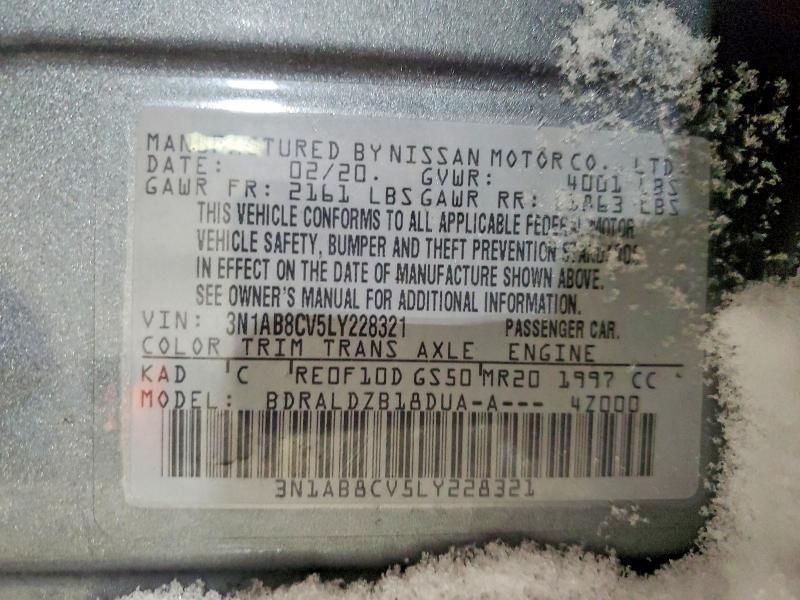 MANUFACTURED BY NISSAN MOTOR CO., LTD
DATE: 02/20. GVWR: 4001 LBS
GAWR FR: 2161 LBS GAWR RR: LBS
THIS VEHICLE CONFORMS TO ALL APPLICABLE FEDERAL MOTOR
VEHICLE SAFETY, BUMPER AND THEFT PREVENTION STANDARDS
IN EFFECT ON THE DATE OF MANUFACTURE SHOWN ABOVE.
SEE OWNER'S MANUAL FOR ADDITIONAL INFORMATION.
VIN: 3N1AB8CV5LY228321 PASSENGER CAR.
COLOR TRIM TRANS AXLE ENGINE
KAD C RE0F10D GS50 MR20 1997 CC
MODEL: BDRALDZB18DUA-A--- 4Z000
3N1AB8CV5LY228321